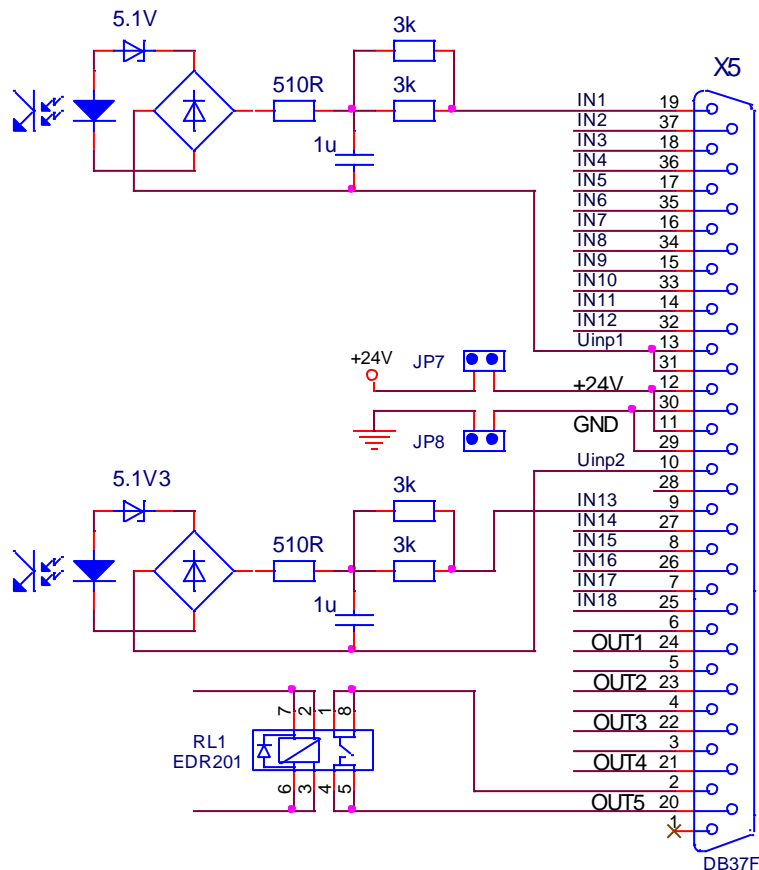 5.1V
3k
X5
510R
3k
IN1 19
IN2 37
1u
IN3 18
IN4 36
IN5 17
IN6 35
IN7 16
IN8 34
IN9 15
IN10 33
IN11 14
IN12 32
Uinp1 13
31
+24V JP7
+24V 12
30
GND 11
JP8
29
Uinp2 10
28
5.1V3
3k
IN13 9
IN14 27
510R
3k
IN15 8
IN16 26
IN17 7
1u
IN18 25
6
OUT1 24
5
OUT2 23
4
7 2 1 8
OUT3 22
RL1
3
EDR201
OUT4 21
6 3 4 5
2
OUT5 20
1
DB37F